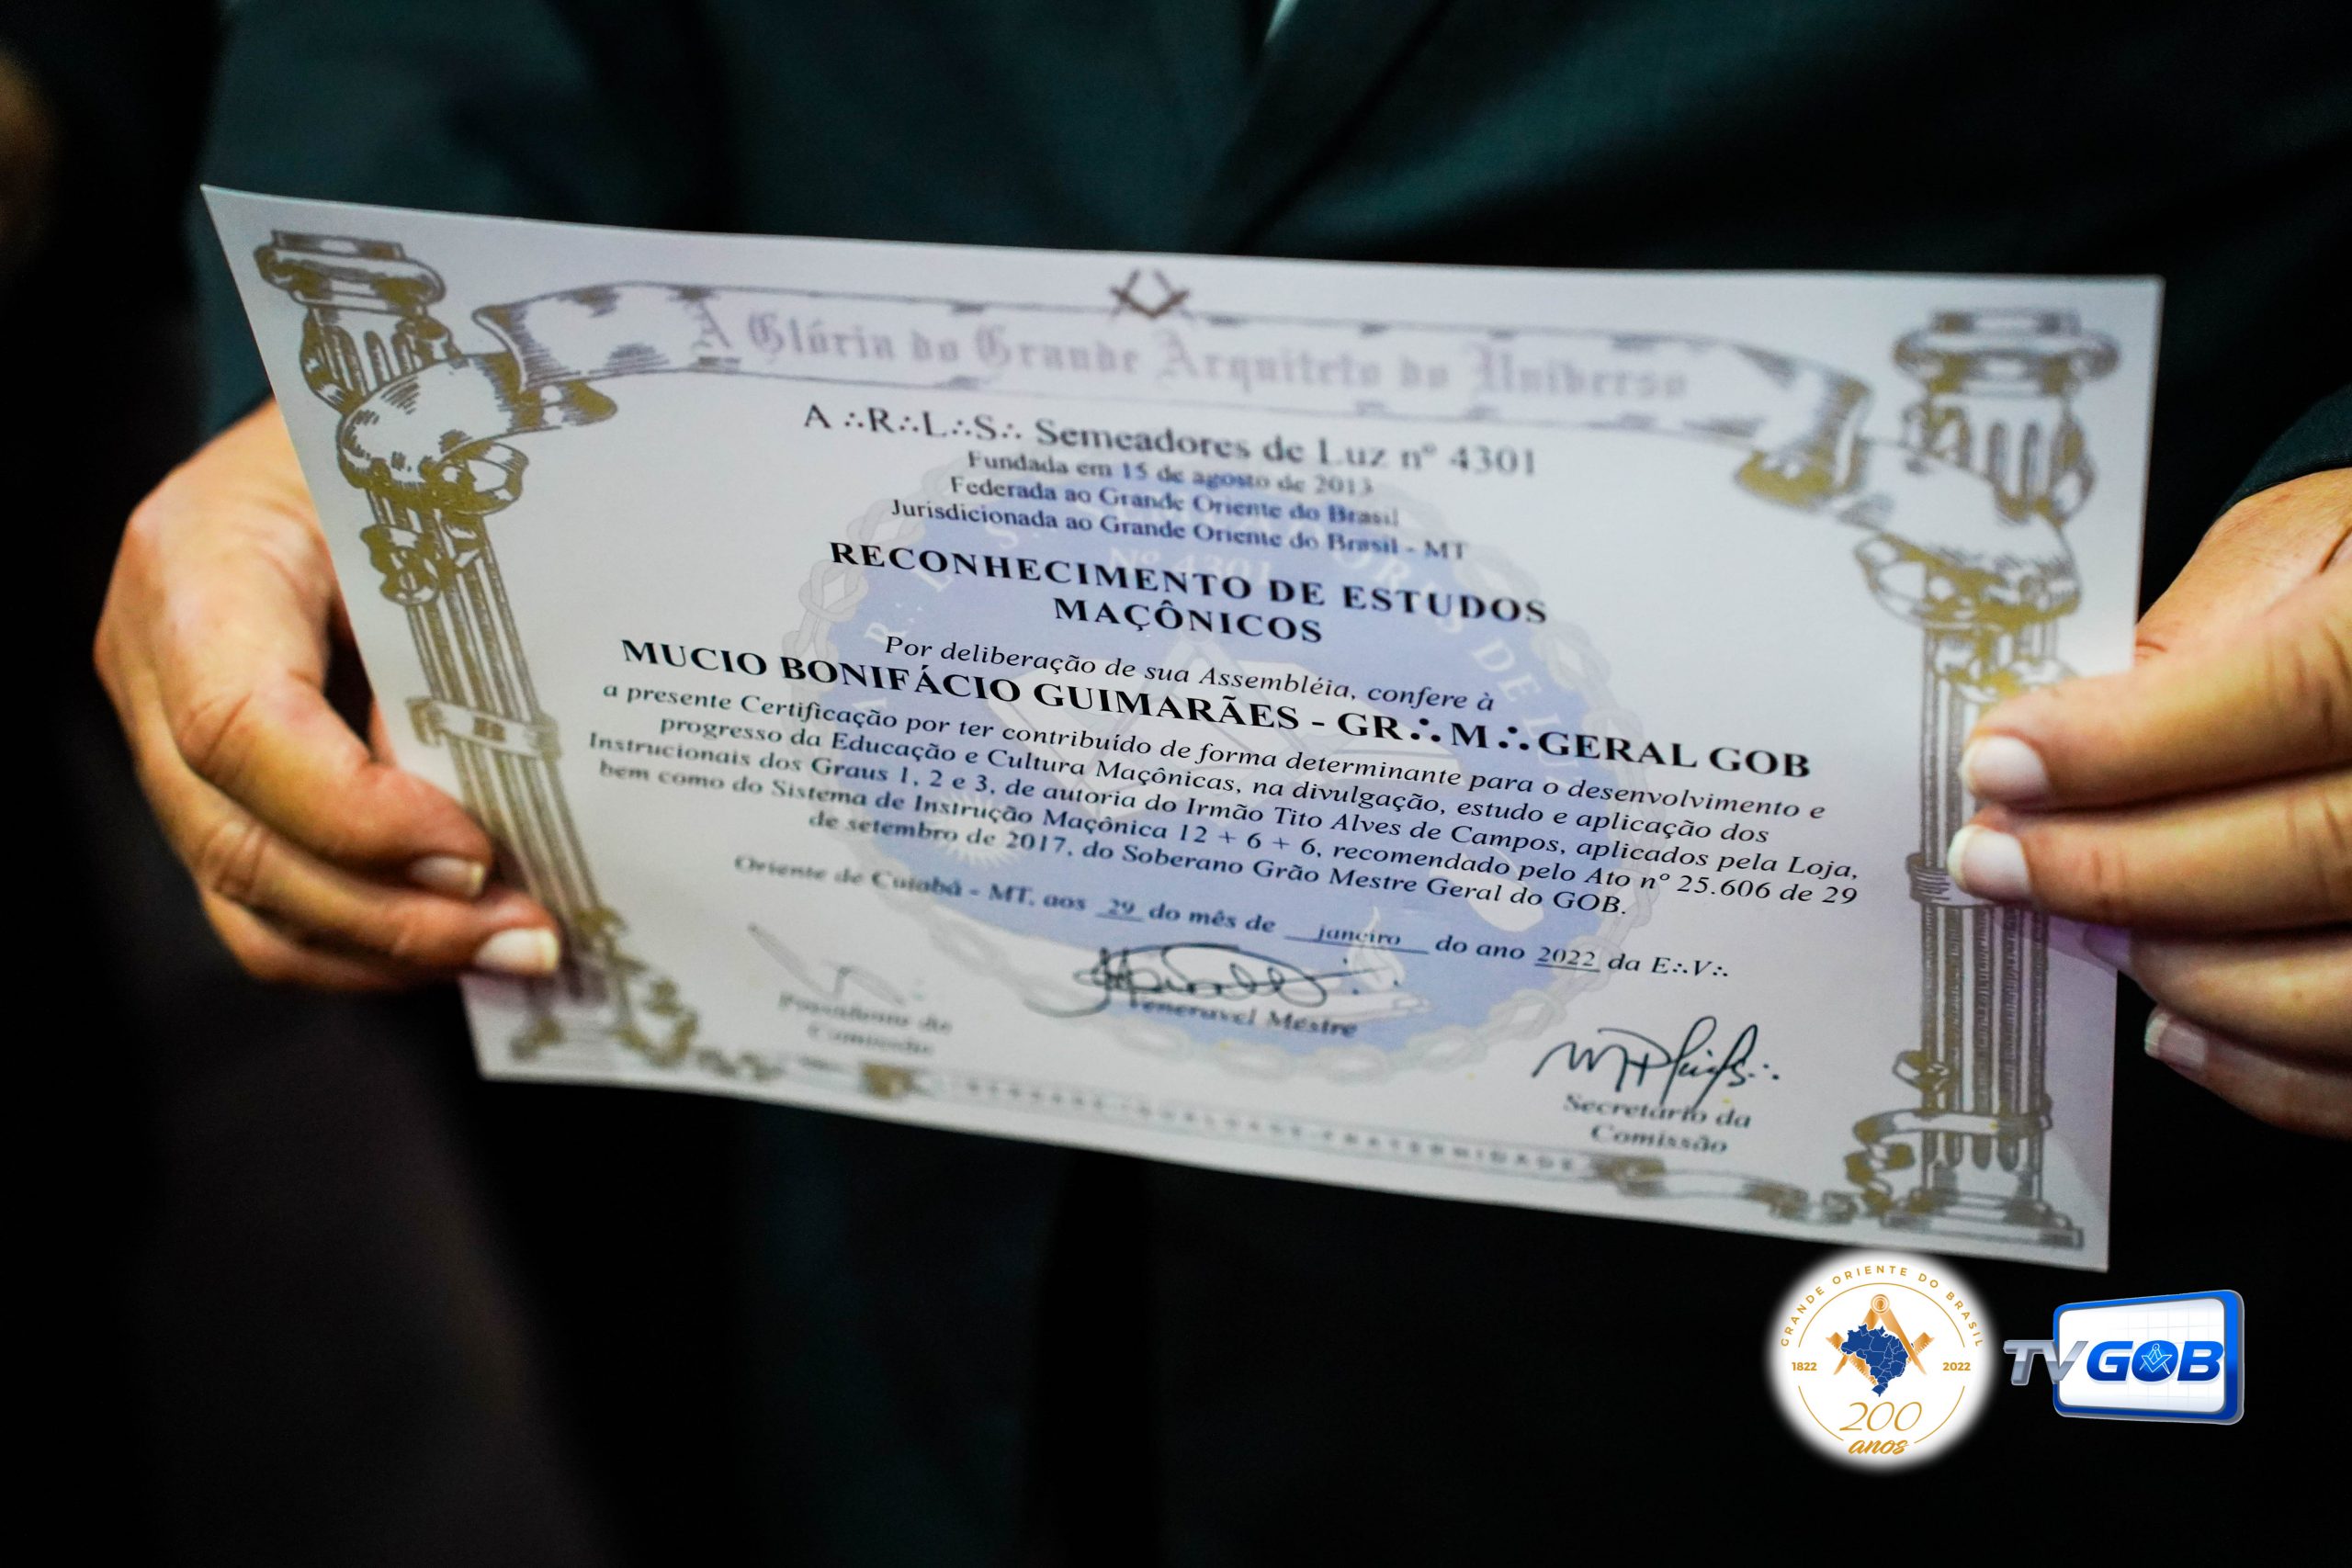 A Glória do Grande Arquiteto do Universo
A ∴R∴L∴S∴ Semeadores de Luz nº 4301
Fundada em 15 de agosto de 2013
Federada ao Grande Oriente do Brasil
Jurisdicionada ao Grande Oriente do Brasil - MT
RECONHECIMENTO DE ESTUDOS
MAÇÔNICOS
Por deliberação de sua Assembléia, confere à
MUCIO BONIFÁCIO GUIMARÃES - GR∴M∴GERAL GOB
a presente Certificação por ter contribuído de forma determinante para o desenvolvimento e
progresso da Educação e Cultura Maçônicas, na divulgação, estudo e aplicação dos
Instrucionais dos Graus 1, 2 e 3, de autoria do Irmão Tito Alves de Campos, aplicados pela Loja,
bem como do Sistema de Instrução Maçônica 12 + 6 + 6, recomendado pelo Ato nº 25.606 de 29
de setembro de 2017, do Soberano Grão Mestre Geral do GOB.
Oriente de Cuiabá - MT, aos 29 do mês de janeiro do ano 2022 da E∴V∴
Presidente da
Comissão
Venerável Mestre
Secretário da
Comissão
IGUALDADE FRATERNIDADE
B
GRANDE ORIENTE DO BRASIL
1822 2022
200
anos
TV GOB